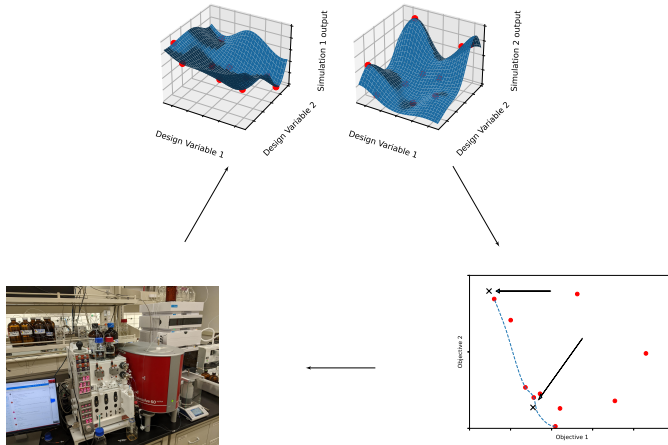 Simulation 1 output
Design Variable 1
Design Variable 2
Simulation 2 output
Design Variable 1
Design Variable 2
Objective 2
Objective 1